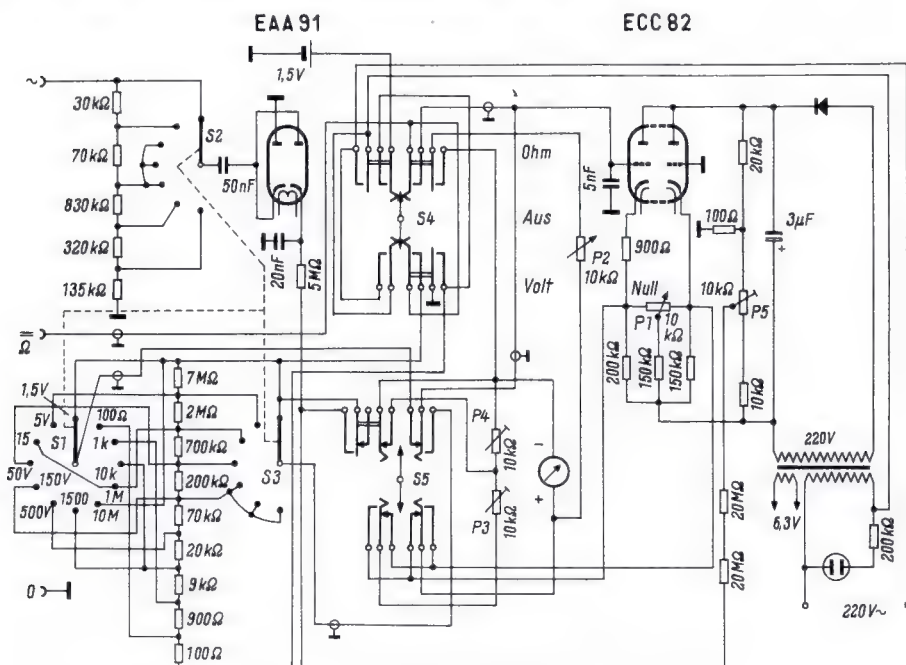 EAA 91
ECC 82
1,5V
~
30kΩ
S2
70kΩ
50nF
830kΩ
320kΩ
20nF
5MΩ
135kΩ
Ω
S4
Ohm
Aus
Volt
P2
10kΩ
5nF
900Ω
Null
P1
10
kΩ
200kΩ
150kΩ
150kΩ
20kΩ
100Ω
3µF
+
10kΩ
P5
10kΩ
7MΩ
2MΩ
700kΩ
200kΩ
70kΩ
20kΩ
9kΩ
900Ω
100Ω
1,5V
5V
15
50V
150V
500V
1500
S1
100Ω
1k
10k
1M
10M
S3
S5
P4
10kΩ
P3
10kΩ
-
+
20MΩ
20MΩ
220V
6,3V
200kΩ
220V~
0